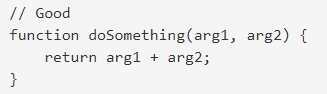 // Good
function doSomething(arg1, arg2) {
    return arg1 + arg2;
}